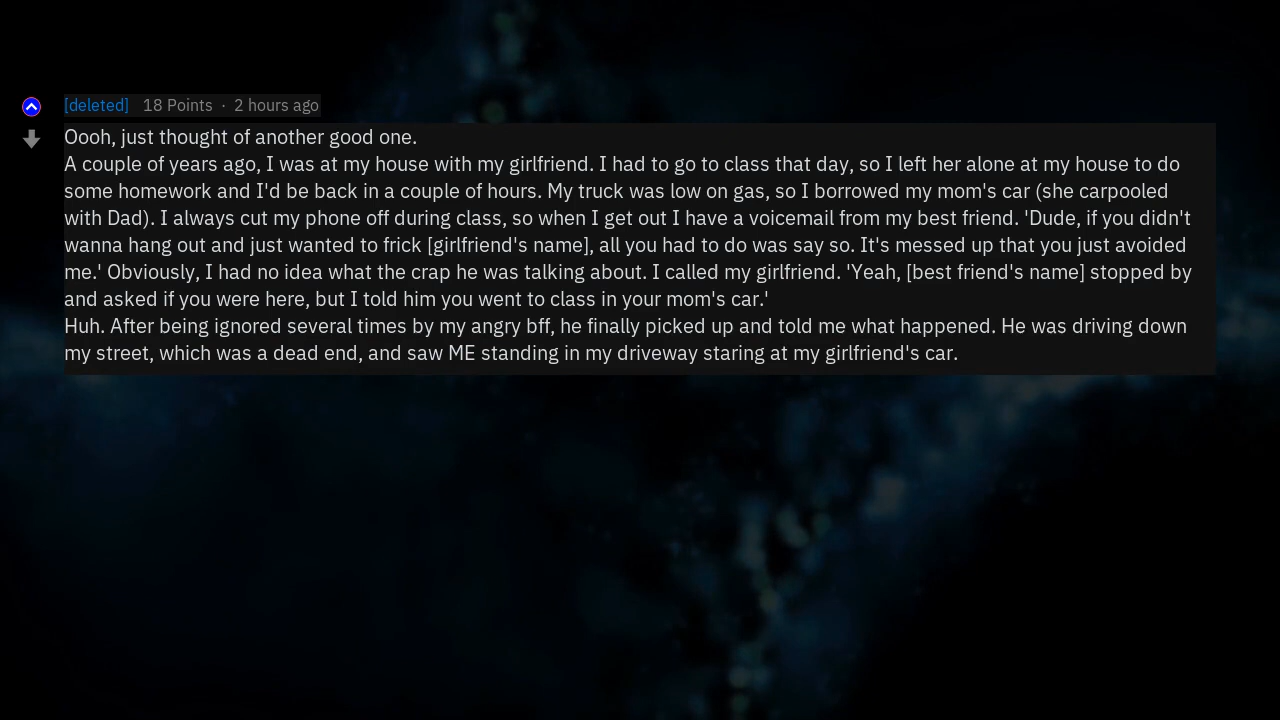 [deleted] 18 Points · 2 hours ago
Oooh, just thought of another good one.
A couple of years ago, I was at my house with my girlfriend. I had to go to class that day, so I left her alone at my house to do
some homework and I'd be back in a couple of hours. My truck was low on gas, so I borrowed my mom's car (she carpooled
with Dad). I always cut my phone off during class, so when I get out I have a voicemail from my best friend. 'Dude, if you didn't
wanna hang out and just wanted to frick [girlfriend's name], all you had to do was say so. It's messed up that you just avoided
me.' Obviously, I had no idea what the crap he was talking about. I called my girlfriend. 'Yeah, [best friend's name] stopped by
and asked if you were here, but I told him you went to class in your mom's car.'
Huh. After being ignored several times by my angry bff, he finally picked up and told me what happened. He was driving down
my street, which was a dead end, and saw ME standing in my driveway staring at my girlfriend's car.